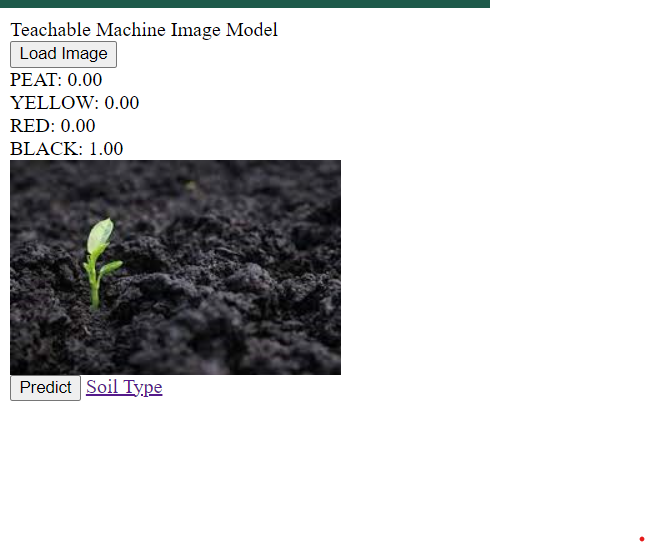 Teachable Machine Image Model
Load Image
PEAT: 0.00
YELLOW: 0.00
RED: 0.00
BLACK: 1.00
Predict Soil Type